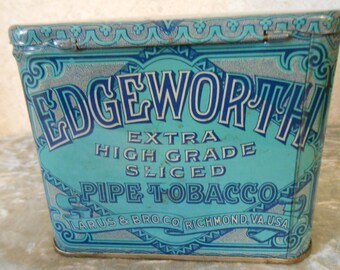 EDGEWORTH
EXTRA
HIGH GRADE
SLICED
PIPE TOBACCO
& BRO. CO. RICHMOND, VA. U.S.A.